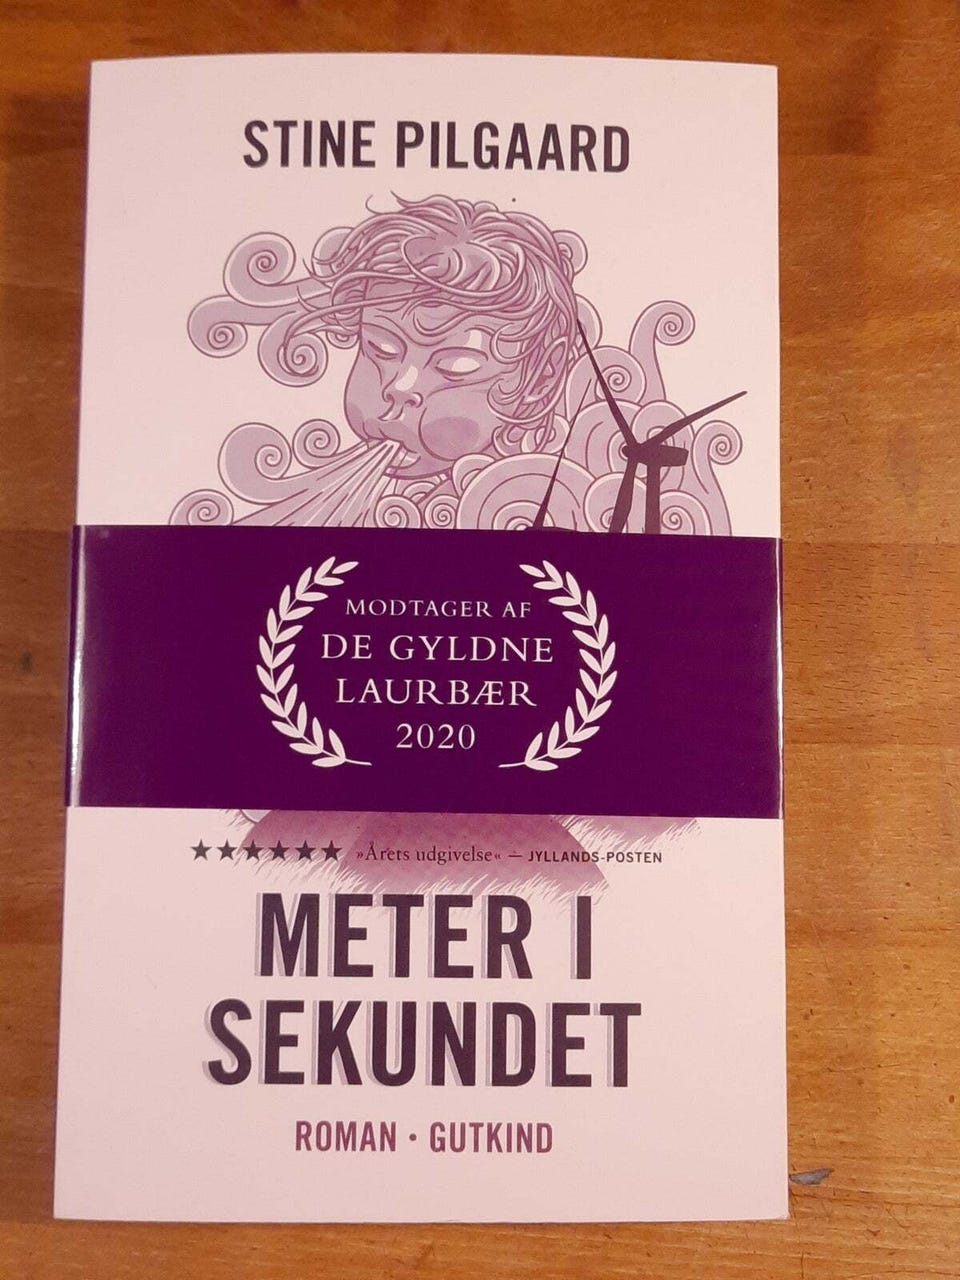 STINE PILGAARD
MODTAGER AF
DE GYLDNE
LAURBÆR
2020
★★★★★★ »Årets udgivelse« — JYLLANDS-POSTEN
METER I
SEKUNDET
ROMAN · GUTKIND